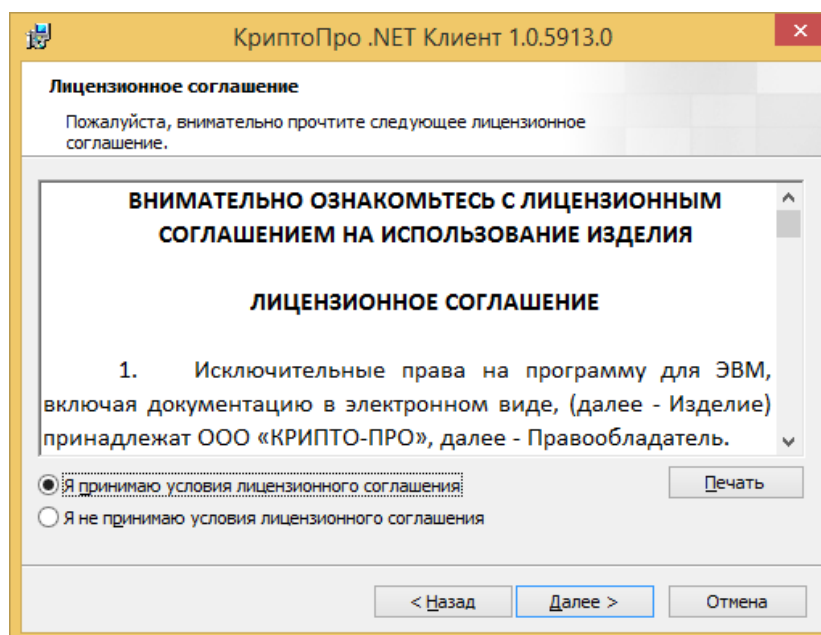 КриптоПро .NET Клиент 1.0.5913.0
Лицензионное соглашение
Пожалуйста, внимательно прочтите следующее лицензионное
соглашение.
ВНИМАТЕЛЬНО ОЗНАКОМЬТЕСЬ С ЛИЦЕНЗИОННЫМ
СОГЛАШЕНИЕМ НА ИСПОЛЬЗОВАНИЕ ИЗДЕЛИЯ
ЛИЦЕНЗИОННОЕ СОГЛАШЕНИЕ
1. Исключительные права на программу для ЭВМ,
включая документацию в электронном виде, (далее - Изделие)
принадлежат ООО «КРИПТО-ПРО», далее - Правообладатель.
Я принимаю условия лицензионного соглашения
Печать
Я не принимаю условия лицензионного соглашения
< Назад
Далее >
Отмена